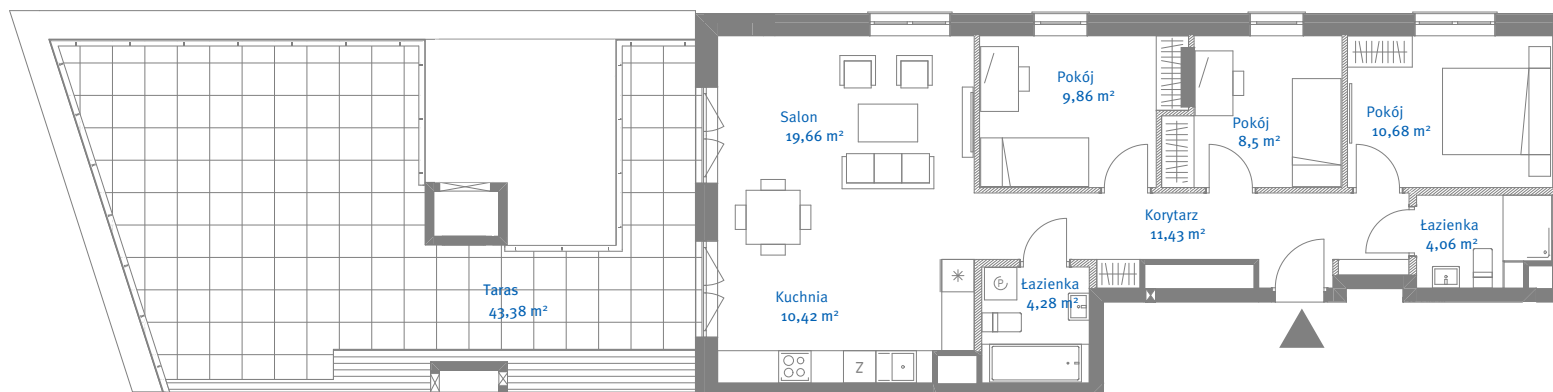 Salon
19,66 m²
Pokój
9,86 m²
Pokój
8,5 m²
Pokój
10,68 m²
Korytarz
11,43 m²
Łazienka
4,06 m²
Taras
43,38 m²
Kuchnia
10,42 m²
Łazienka
4,28 m²
P
Z